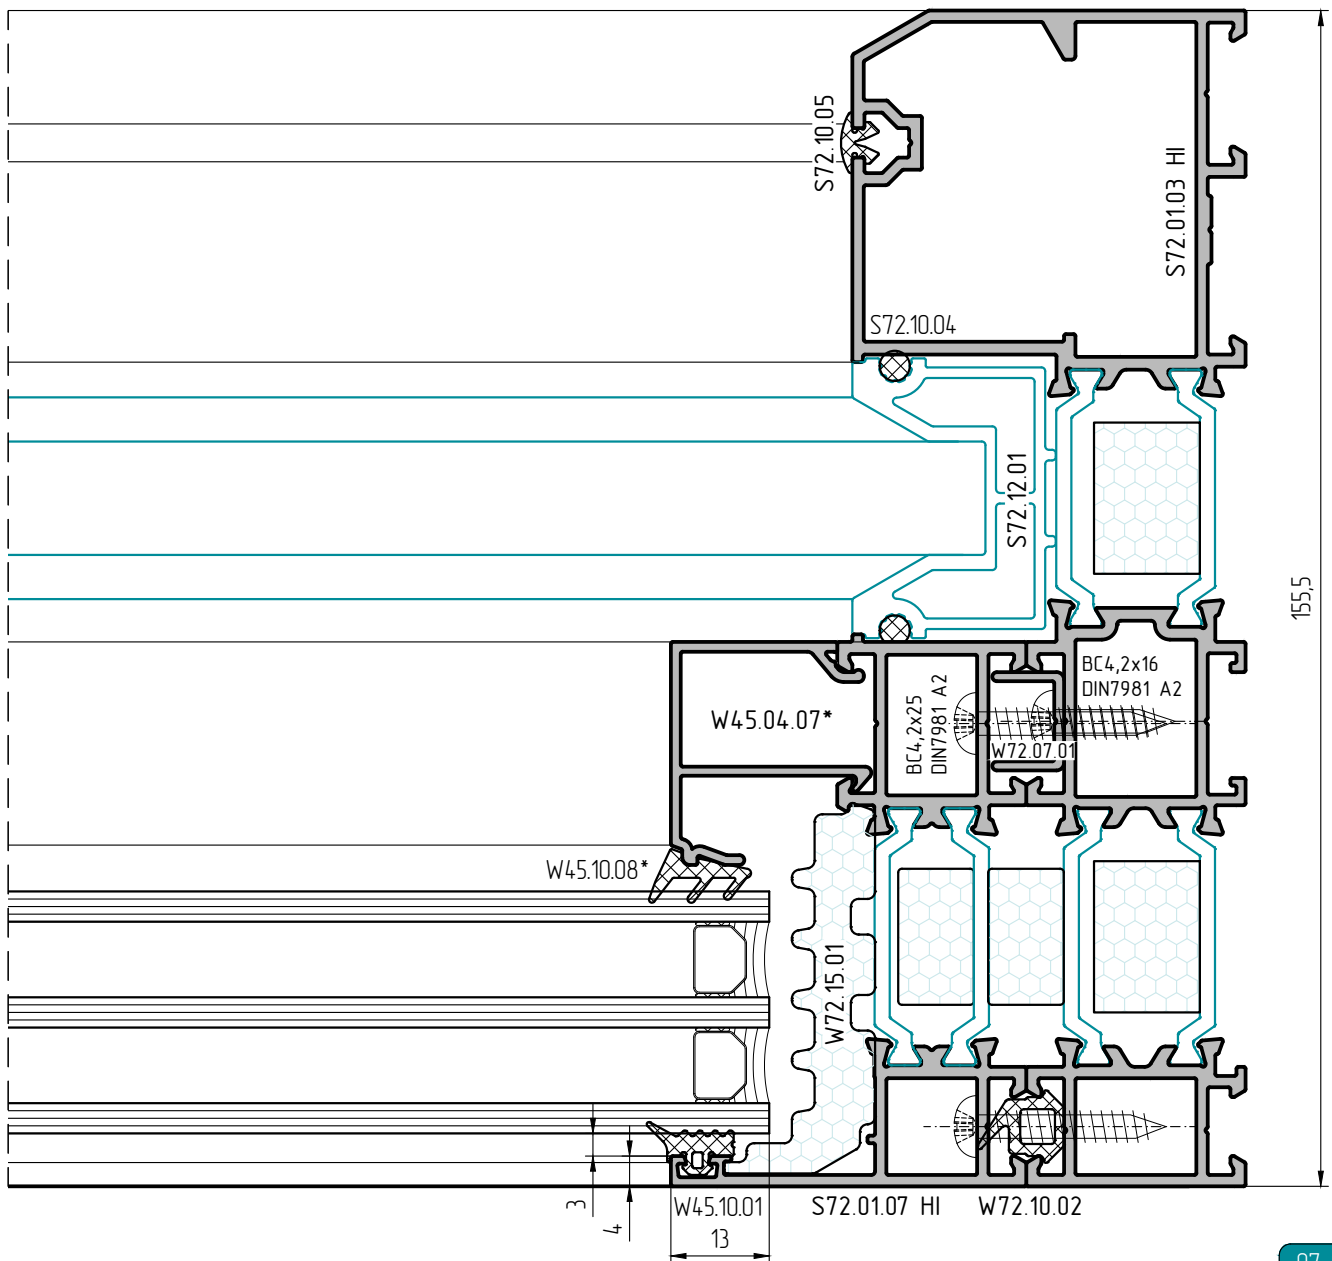 S72.10.05
S72.01.03 HI
S72.10.04
S72.12.01
155,5
BC4,2x16
DIN7981 A2
BC4,2x25
DIN7981 A2
W45.04.07*
W72.07.01
W45.10.08*
W72.15.01
3
4
W45.10.01
S72.01.07 HI
W72.10.02
13